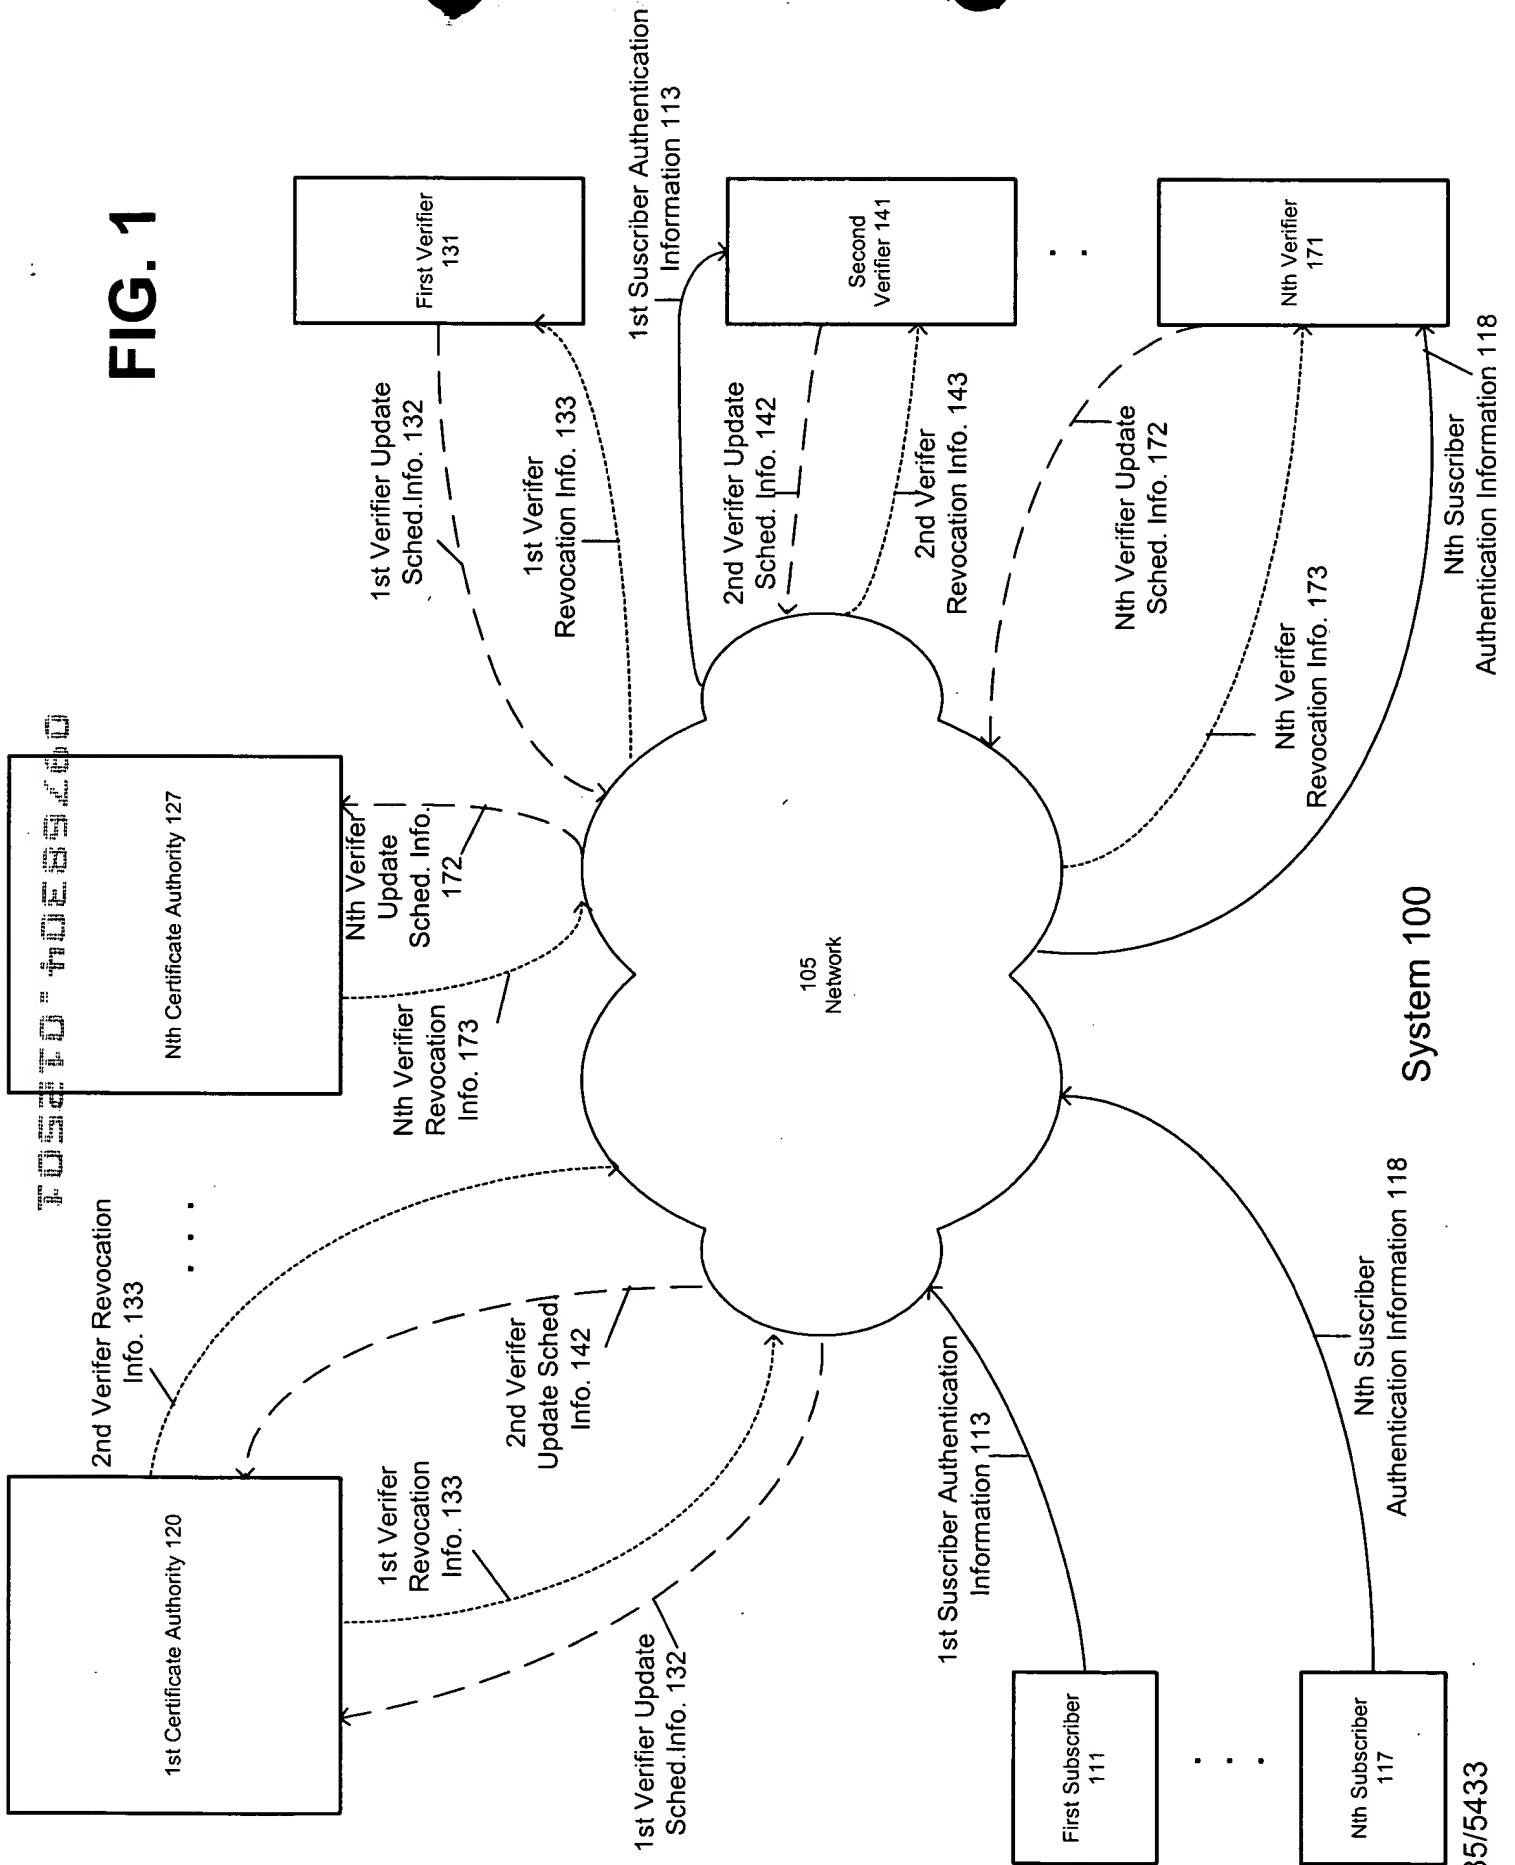 FIG. 1
1st Certificate Authority 120
2nd Verifer Revocation
Info. 133
. . .
Nth Certificate Authority 127
1st Verifer
Revocation
Info. 133
2nd Verifer
Update Sched.
Info. 142
Nth Verifier
Revocation
Info. 173
Nth Verifer
Update
Sched. Info.
172
1st Verifier Update
Sched.Info. 132
1st Verifer
Revocation Info. 133
First Verifier
131
1st Verifier Update
Sched.Info. 132
1st Suscriber Authentication
Information 113
105
Network
2nd Verifer Update
Sched. Info. 142
2nd Verifer
Revocation Info. 143
Second
Verifier 141
1st Suscriber Authentication
Information 113
First Subscriber
111
Nth Verifier Update
Sched. Info. 172
Nth Verifer
Revocation Info. 173
Nth Verifier
171
Nth Subscriber
117
Nth Suscriber
Authentication Information 118
System 100
Nth Suscriber
Authentication Information 118
35/5433